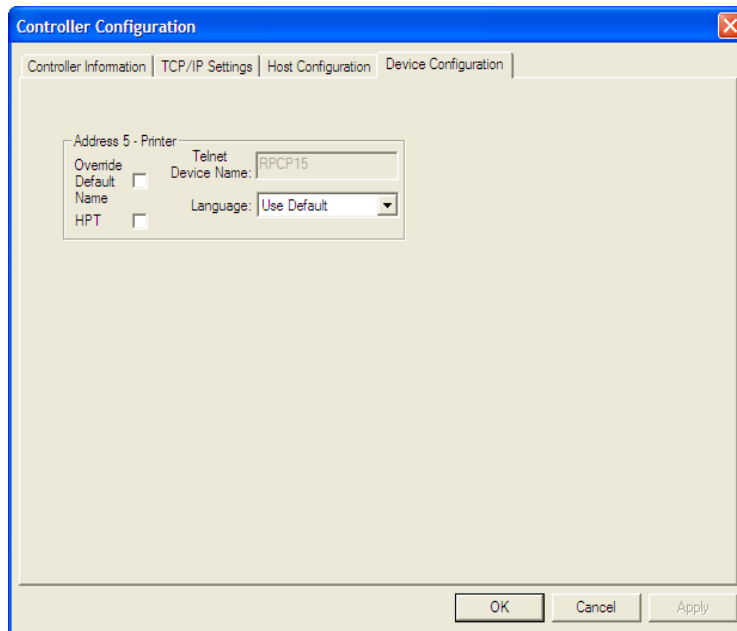 Controller Configuration
Controller Information
TCP/IP Settings
Host Configuration
Device Configuration
Address 5 - Printer
Override
Default
Name
Telnet
Device Name:
RPCP15
Language:
Use Default
HPT
OK
Cancel
Apply